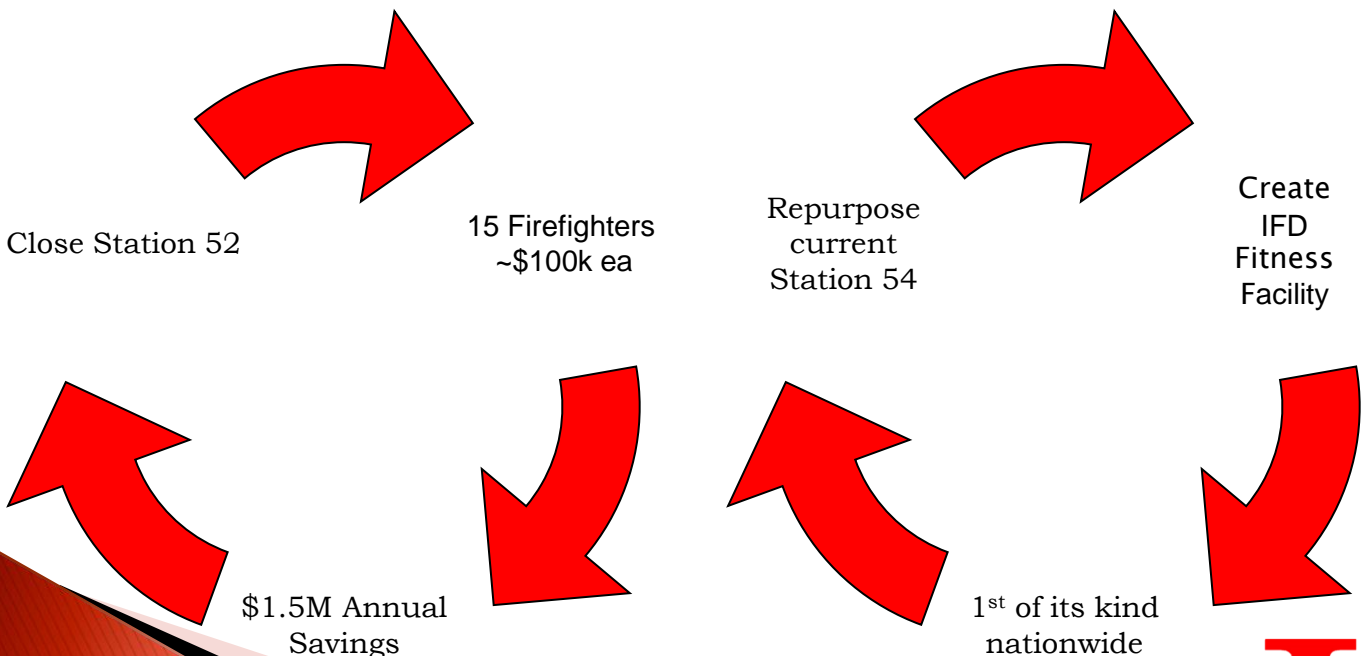 Close Station 52
15 Firefighters
~$100k ea
$1.5M Annual
Savings
Repurpose
current
Station 54
Create
IFD
Fitness
Facility
1st of its kind
nationwide